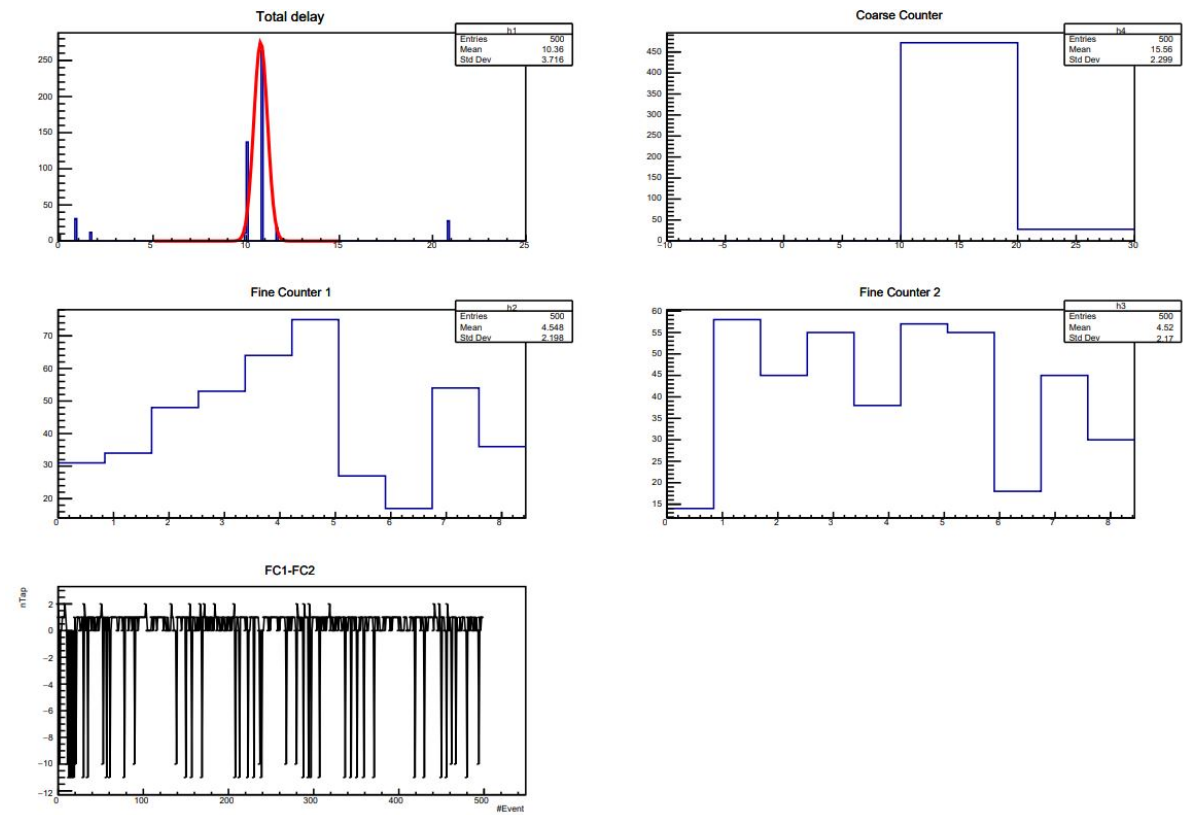 Total delay
h1
Entries 500
Mean 10.36
Std Dev 3.716
250
200
150
100
50
0
0 5 10 15 20 25
Coarse Counter
h4
Entries 500
Mean 15.56
Std Dev 2.299
450
400
350
300
250
200
150
100
50
0
−10 −5 0 5 10 15 20 25 30
Fine Counter 1
h2
Entries 500
Mean 4.548
Std Dev 2.198
70
60
50
40
30
20
0 1 2 3 4 5 6 7 8
Fine Counter 2
h3
Entries 500
Mean 4.52
Std Dev 2.17
60
55
50
45
40
35
30
25
20
15
0 1 2 3 4 5 6 7 8
FC1-FC2
nTap
2
0
−2
−4
−6
−8
−10
−12
0 100 200 300 400 500
#Event